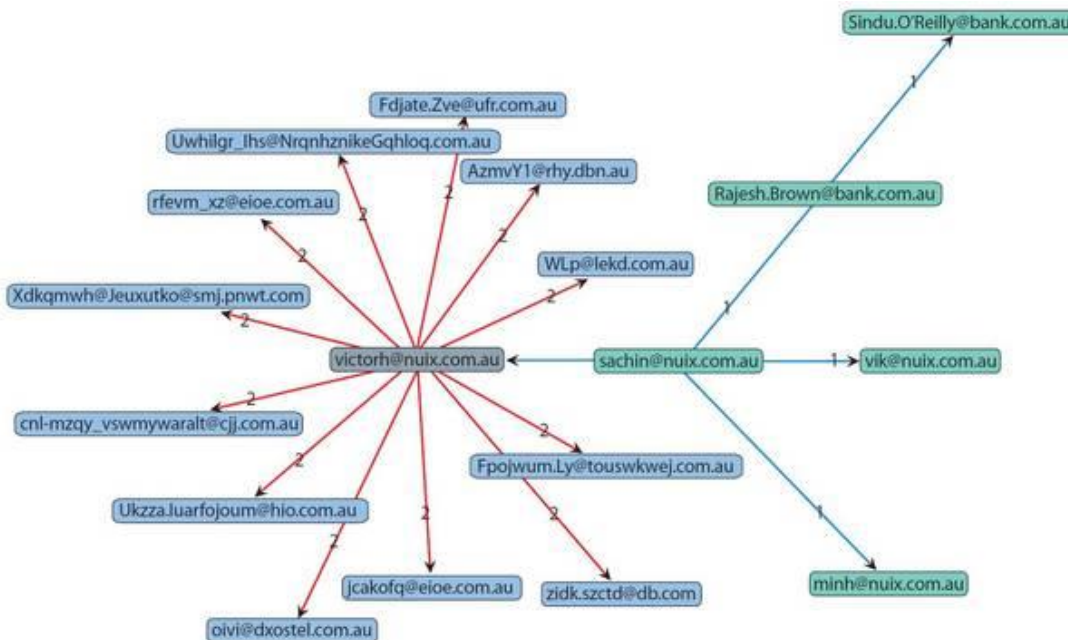 Sindu.O'Reilly@bank.com.au
1
Fdjate.Zve@ufr.com.au
Uwhilgr_Ihs@NrqnhznikeGqhloq.com.au
AzmvY1@rhy.dbn.au
2
rfevm_xz@eioe.com.au
Rajesh.Brown@bank.com.au
2
2
2
WLp@lekd.com.au
2
Xdkqmwh@Jeuxutko@smj.pnwt.com
1
2
victorh@nuix.com.au
sachin@nuix.com.au
1
vik@nuix.com.au
2
cnl-mzqy_vswmywaralt@cjj.com.au
2
2
Fpojwum.Ly@touswkwej.com.au
Ukzza.luarfojoum@hio.com.au
2
2
1
2
jcakofq@eioe.com.au
zidk.szctd@db.com
minh@nuix.com.au
oivi@dxostel.com.au